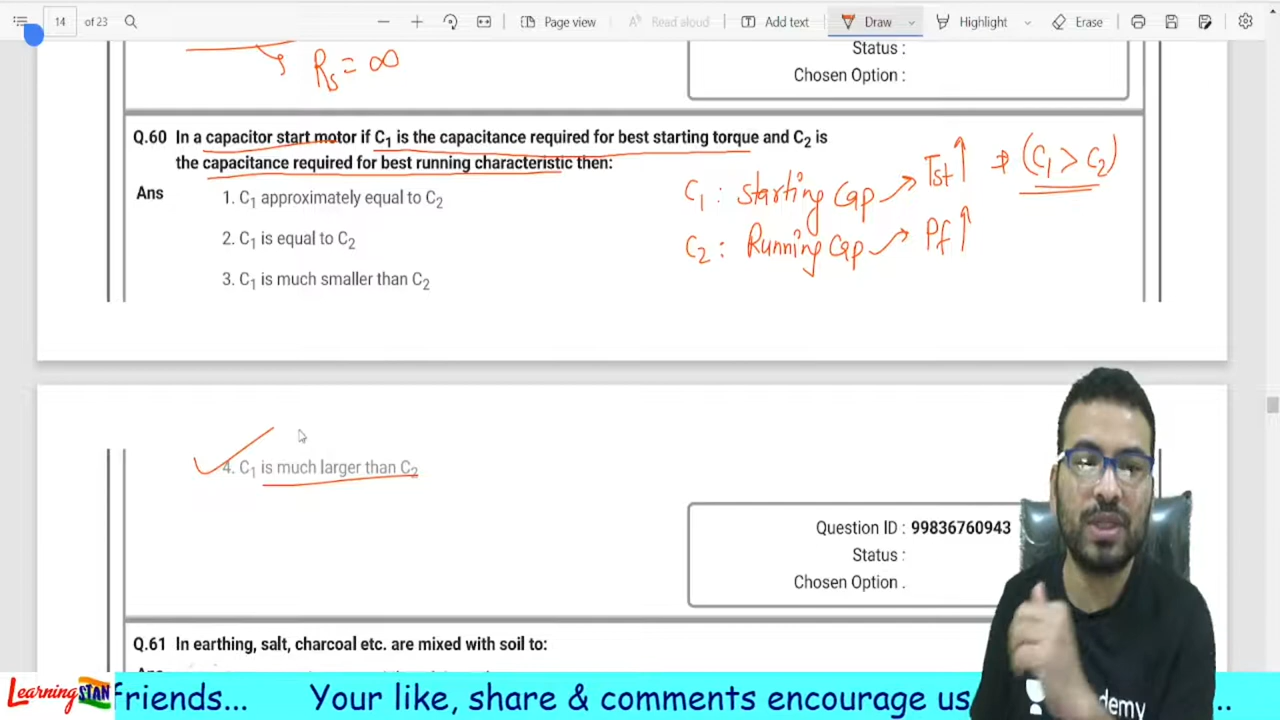 14
of 23
Page view
Read aloud
Add text
Draw
Highlight
Erase
Rs = ∞
Status :
Chosen Option :
Q.60 In a capacitor start motor if C1 is the capacitance required for best starting torque and C2 is
the capacitance required for best running characteristic then:
Ans
1. C1 approximately equal to C2
2. C1 is equal to C2
3. C1 is much smaller than C2
C1 : Starting Cap → Tst ↑ ⇒ (C1 > C2)
C2 : Running Cap → Pf ↑
4. C1 is much larger than C2
Question ID : 99836760943
Status :
Chosen Option :
Q.61 In earthing, salt, charcoal etc. are mixed with soil to:
Learning STAN
friends... Your like, share & comments encourage us
demy